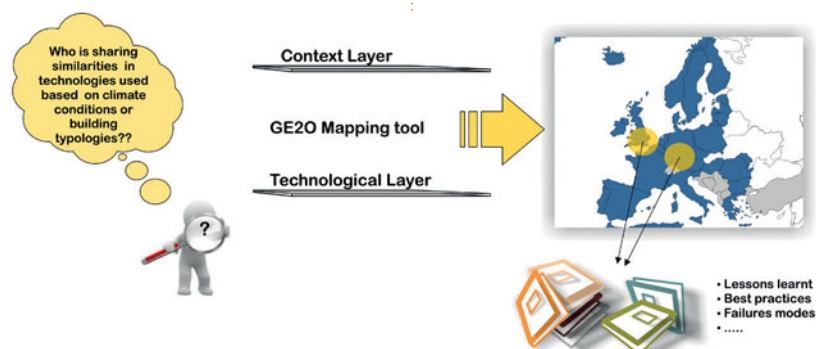 Who is sharing
similarities in
technologies used
based on climate
conditions or
building
typologies??
?
Context Layer
GE2O Mapping tool
Technological Layer
• Lessons learnt
• Best practices
• Failures modes
• .....